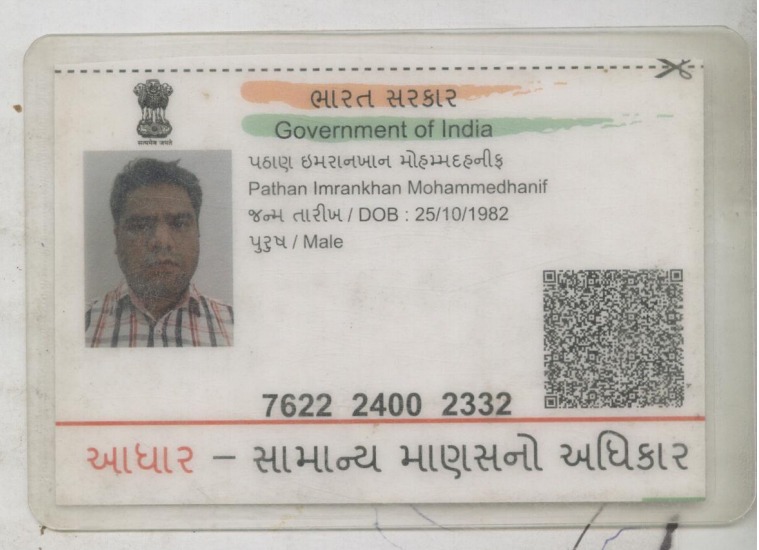 ભારત સરકાર
Government of India
सत्यमेव जयते
પઠાણ ઇમરાનખાન મોહમ્મદહનીફ
Pathan Imrankhan Mohammedhanif
જન્મ તારીખ / DOB : 25/10/1982
પુરુષ / Male
7622 2400 2332
આધાર – સામાન્ય માણસનો અધિકાર